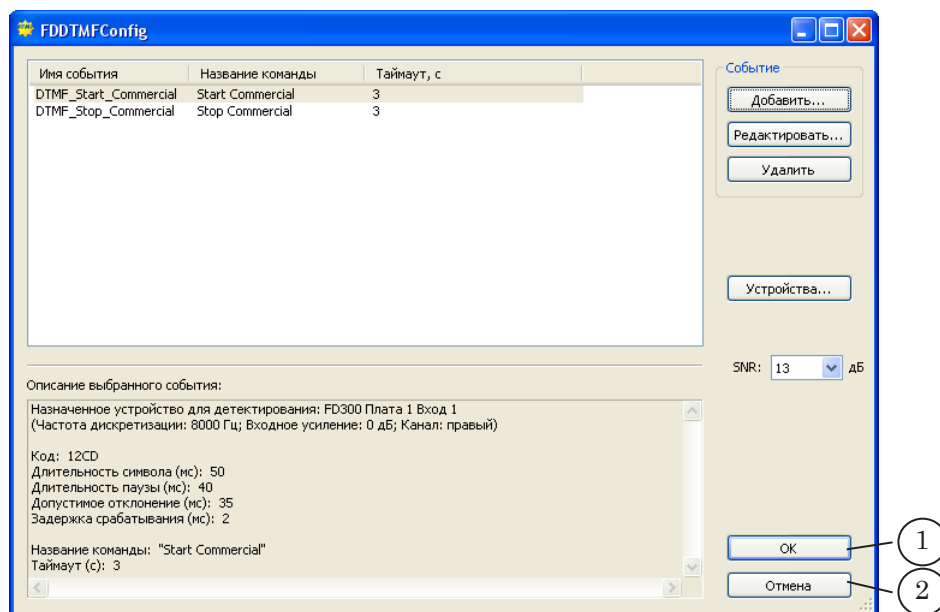 FDDTMFConfig
Имя события Название команды Таймаут, с
DTMF_Start_Commercial Start Commercial 3
DTMF_Stop_Commercial Stop Commercial 3
Событие
Добавить...
Редактировать...
Удалить
Устройства...
SNR: 13 дБ
Описание выбранного события:
Назначенное устройство для детектирования: FD300 Плата 1 Вход 1
(Частота дискретизации: 8000 Гц; Входное усиление: 0 дБ; Канал: правый)
Код: 12CD
Длительность символа (мс): 50
Длительность паузы (мс): 40
Допустимое отклонение (мс): 35
Задержка срабатывания (мс): 2
Название команды: "Start Commercial"
Таймаут (с): 3
OK
1
Отмена
2